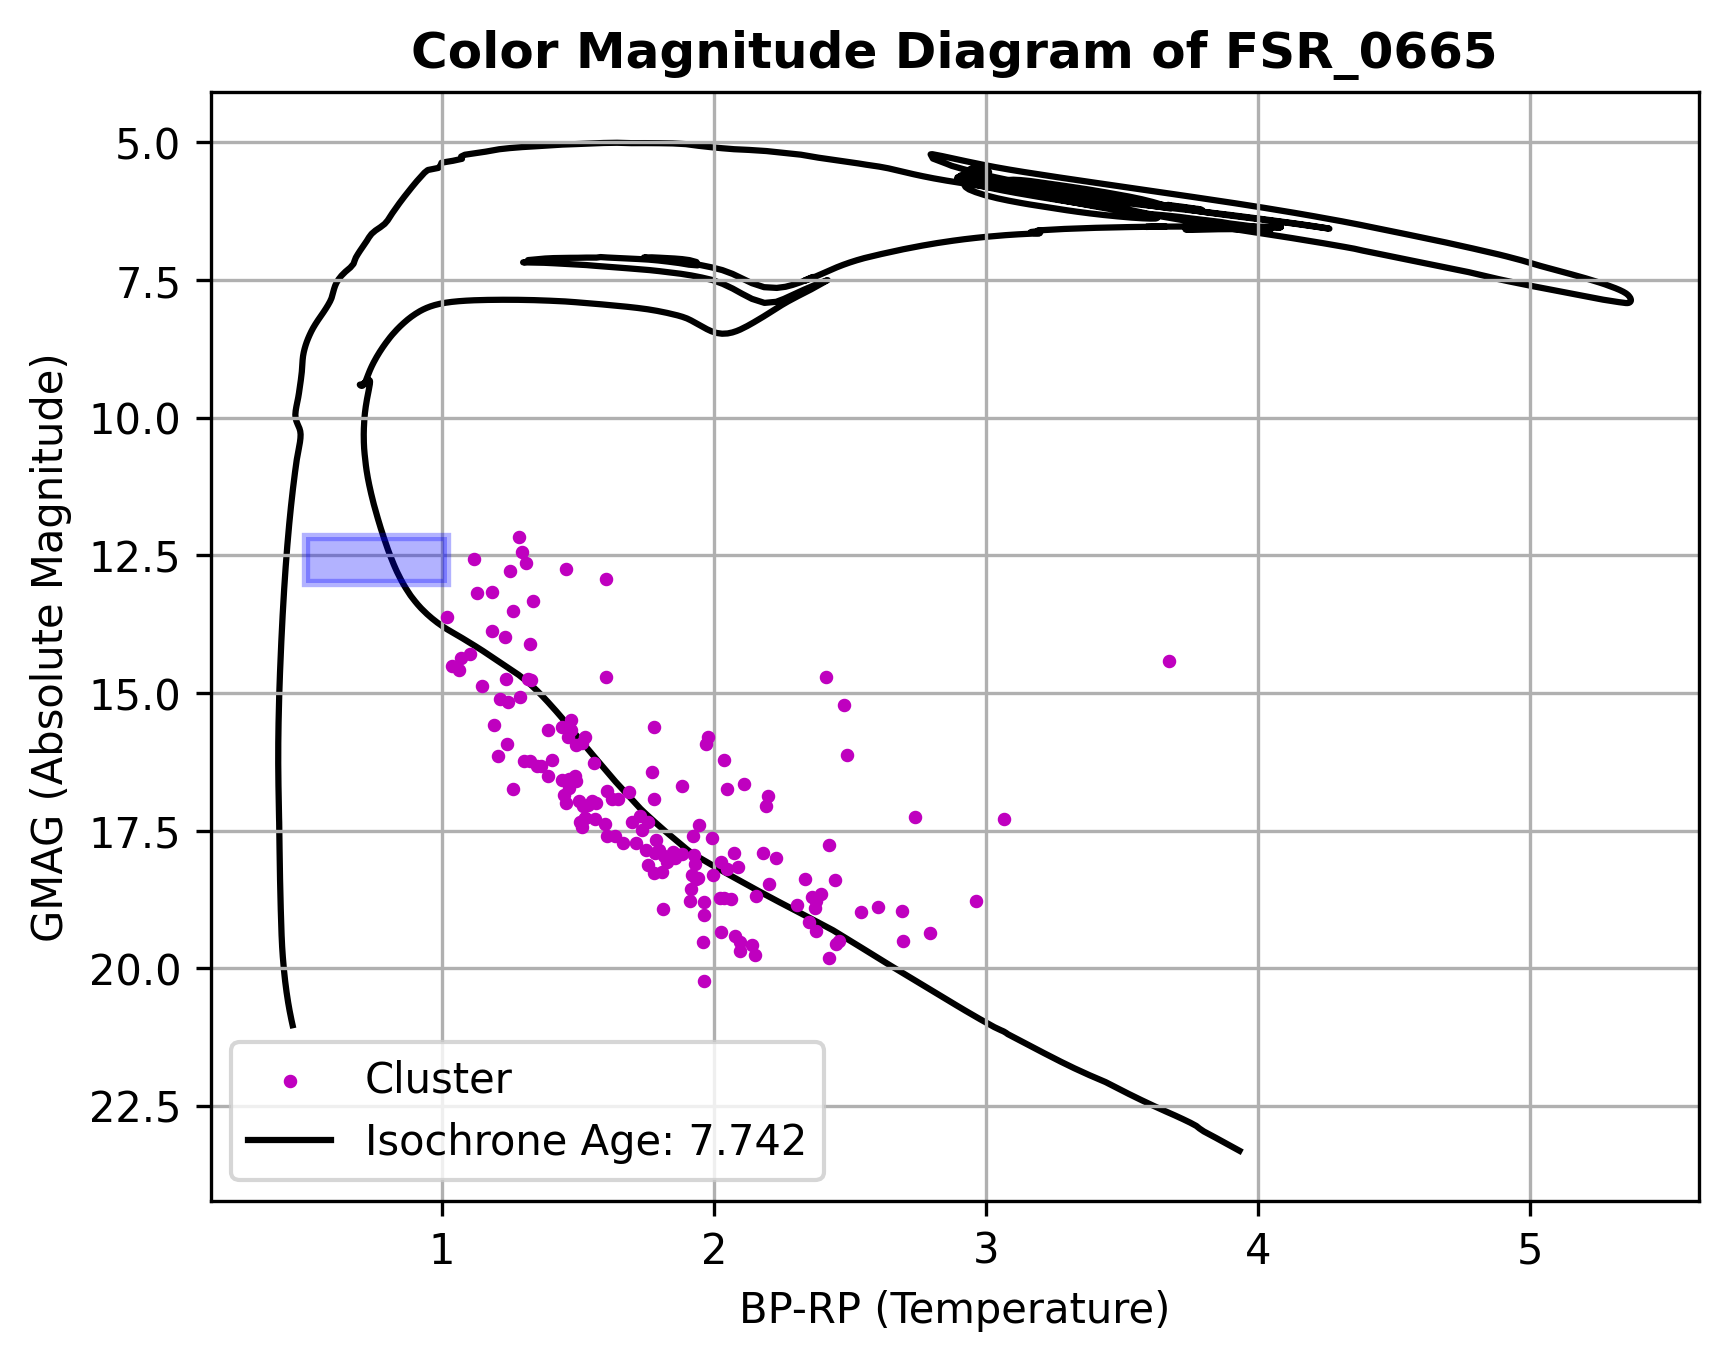 Color Magnitude Diagram of FSR_0665
GMAG (Absolute Magnitude)
5.0
7.5
10.0
12.5
15.0
17.5
20.0
22.5
Cluster
Isochrone Age: 7.742
1 2 3 4 5
BP-RP (Temperature)